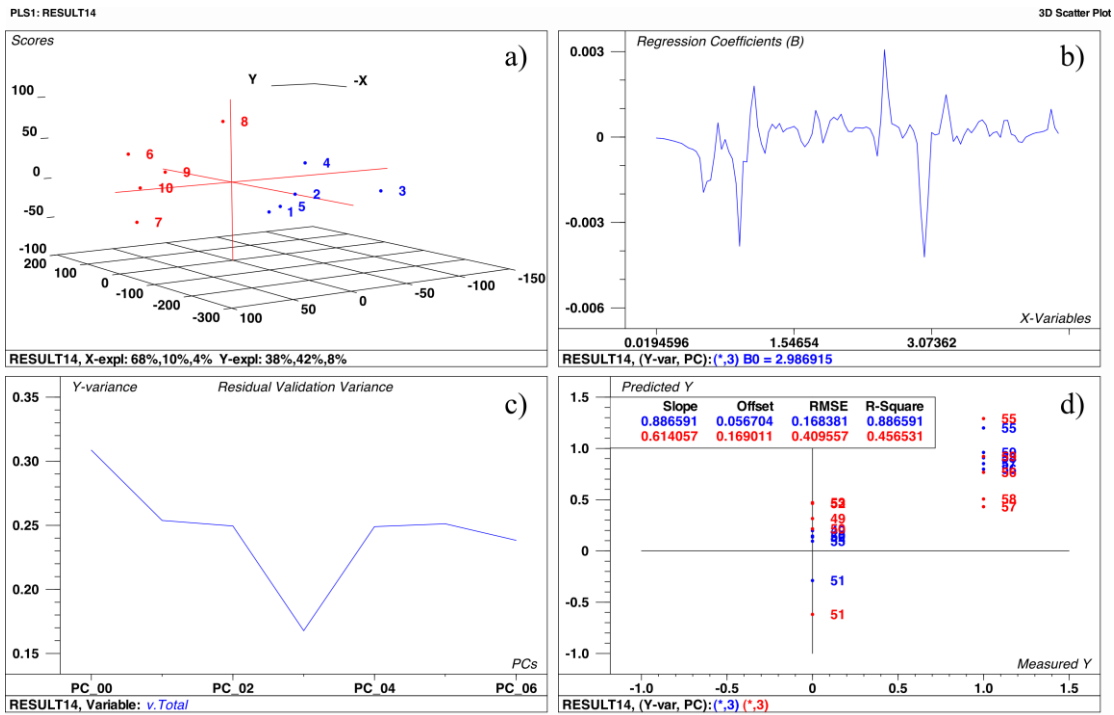 PLS1: RESULT14
3D Scatter Plot
Scores
a)
Y
-X
100
50
0
-50
8
6
9
10
7
4
2
3
5
1
-100
200
100
0
-100
-200
-300
100
50
0
-50
-100
-150
RESULT14, X-expl: 68%,10%,4% Y-expl: 38%,42%,8%
Regression Coefficients (B)
b)
0.003
0
-0.003
-0.006
X-Variables
0.0194596
1.54654
3.07362
RESULT14, (Y-var, PC):(*,3) B0 = 2.986915
Y-variance
Residual Validation Variance
c)
0.35
0.30
0.25
0.20
0.15
PCs
PC_00
PC_02
PC_04
PC_06
RESULT14, Variable: v.Total
Predicted Y
d)
Slope Offset RMSE R-Square
0.886591 0.056704 0.168381 0.886591
0.614057 0.169011 0.409557 0.456531
1.5
1.0
0.5
0
-0.5
-1.0
55
55
58
57
49
51
51
Measured Y
-1.0
-0.5
0
0.5
1.0
1.5
RESULT14, (Y-var, PC):(*,3) (*,3)